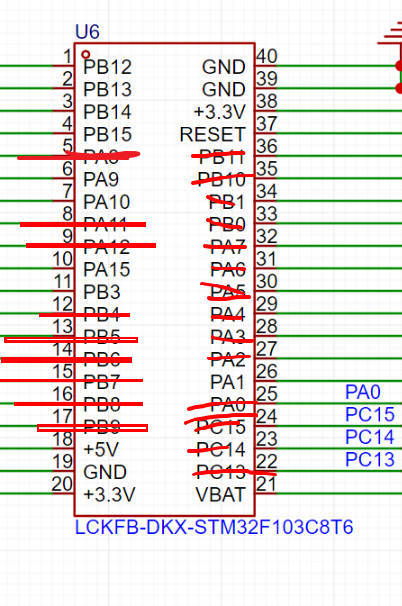 U6
1 PB12 GND 40
2 PB13 GND 39
3 PB14 +3.3V 38
4 PB15 RESET 37
5 PA8 PB11 36
6 PA9 PB10 35
7 PA10 PB1 34
8 PA11 PB0 33
9 PA12 PA7 32
10 PA15 PA6 31
11 PB3 PA5 30
12 PB4 PA4 29
13 PB5 PA3 28
14 PB6 PA2 27
15 PB7 PA1 26
16 PB8 PA0 25 PA0
17 PB9 PC15 24 PC15
18 +5V PC14 23 PC14
19 GND PC13 22 PC13
20 +3.3V VBAT 21
LCKFB-DKX-STM32F103C8T6